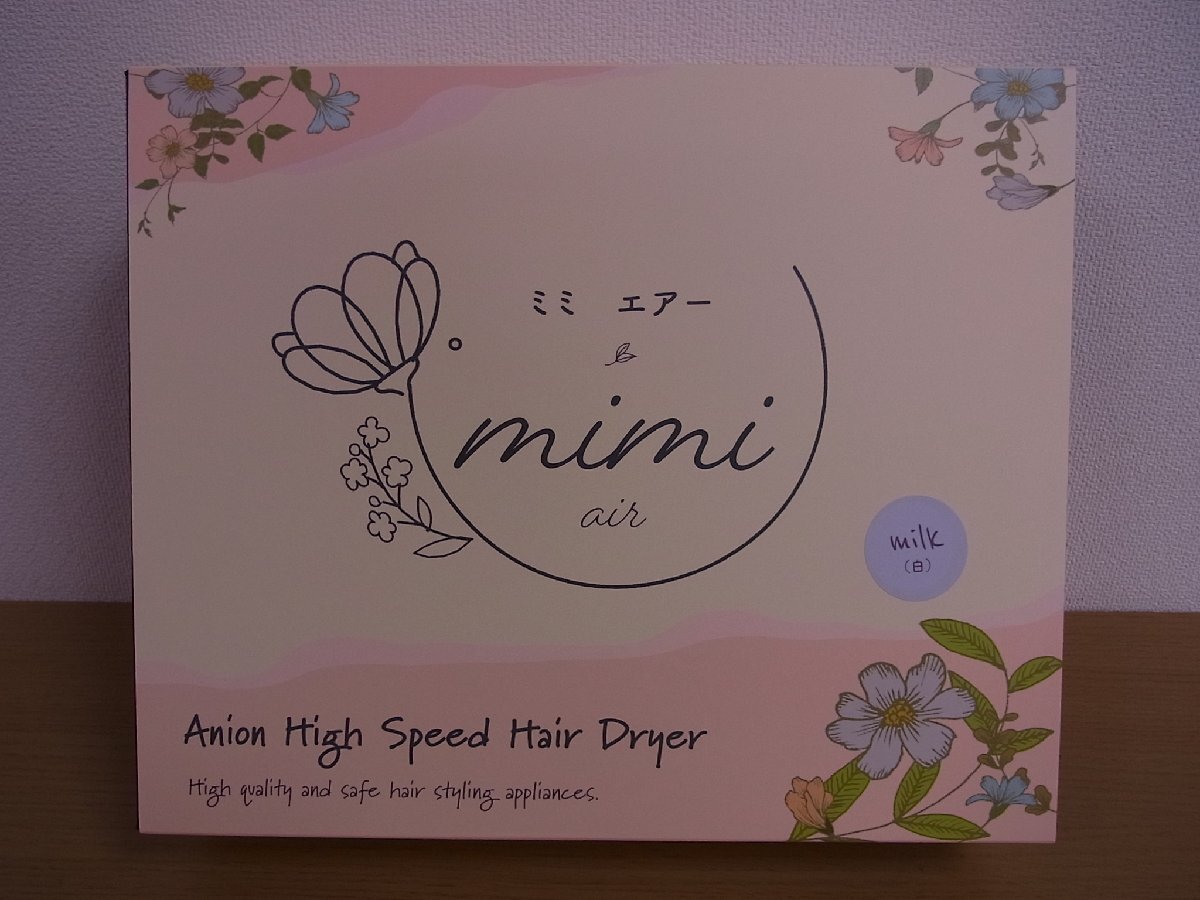 ミミ エアー
mimi
air
milk
(白)
Anion High Speed Hair Dryer
High quality and safe hair styling appliances.